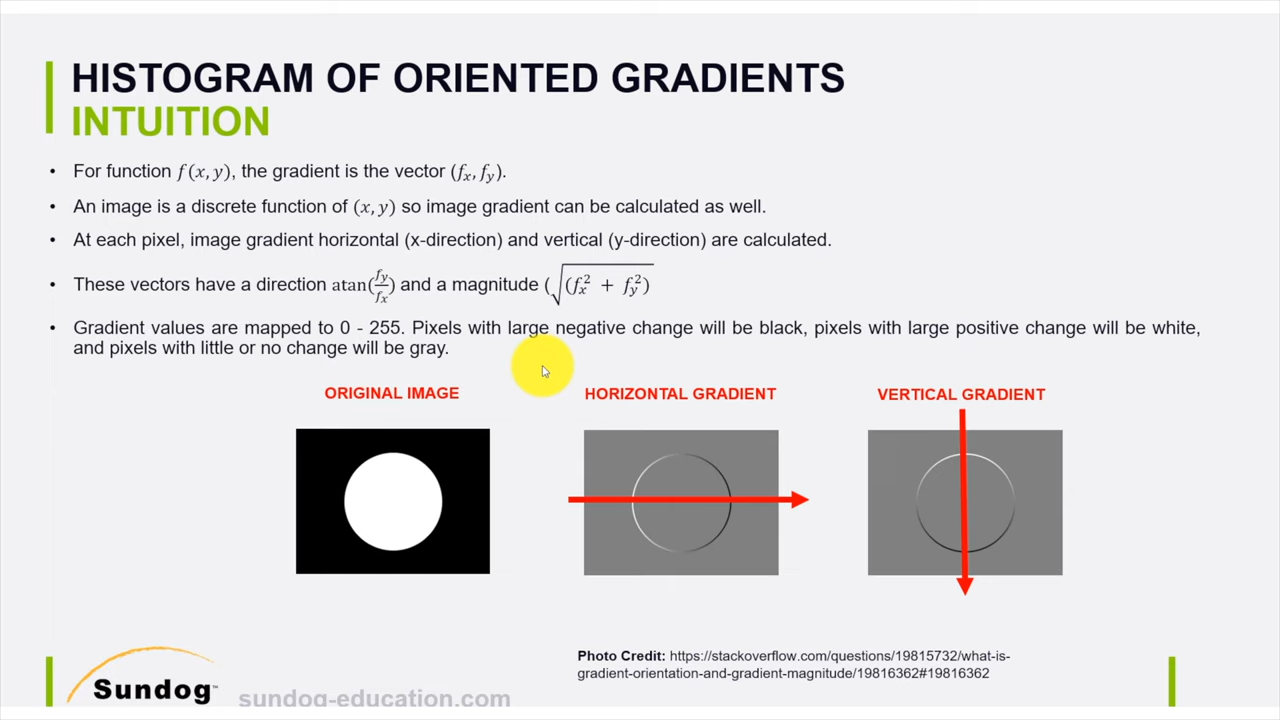 HISTOGRAM OF ORIENTED GRADIENTS
INTUITION
• For function f(x, y), the gradient is the vector (fx, fy).
• An image is a discrete function of (x, y) so image gradient can be calculated as well.
• At each pixel, image gradient horizontal (x-direction) and vertical (y-direction) are calculated.
• These vectors have a direction atan(fy/fx) and a magnitude (√(fx² + fy²)
• Gradient values are mapped to 0 - 255. Pixels with large negative change will be black, pixels with large positive change will be white,
and pixels with little or no change will be gray.
ORIGINAL IMAGE
HORIZONTAL GRADIENT
VERTICAL GRADIENT
Photo Credit: https://stackoverflow.com/questions/19815732/what-is-
gradient-orientation-and-gradient-magnitude/19816362#19816362
Sundog™
sundog-education.com